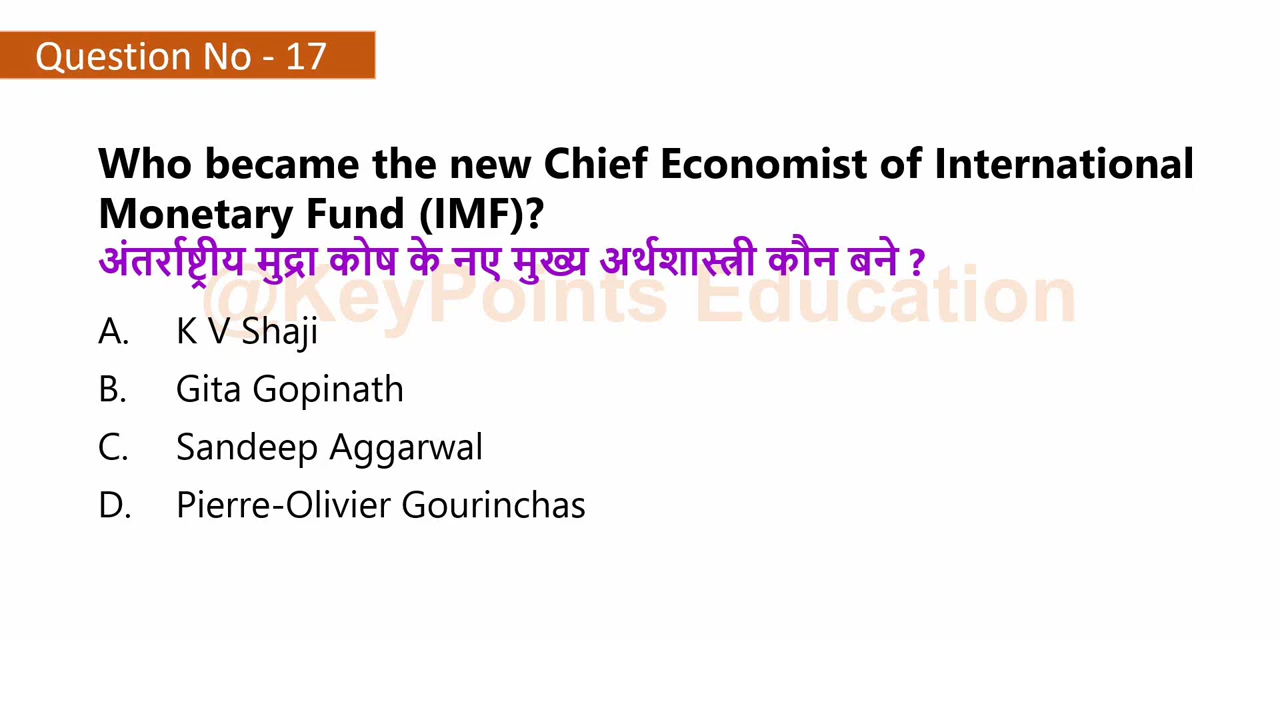 Question No - 17
Who became the new Chief Economist of International
Monetary Fund (IMF)?
अंतर्राष्ट्रीय मुद्रा कोष के नए मुख्य अर्थशास्त्री कौन बने ?
@KeyPoints Education
A. K V Shaji
B. Gita Gopinath
C. Sandeep Aggarwal
D. Pierre-Olivier Gourinchas